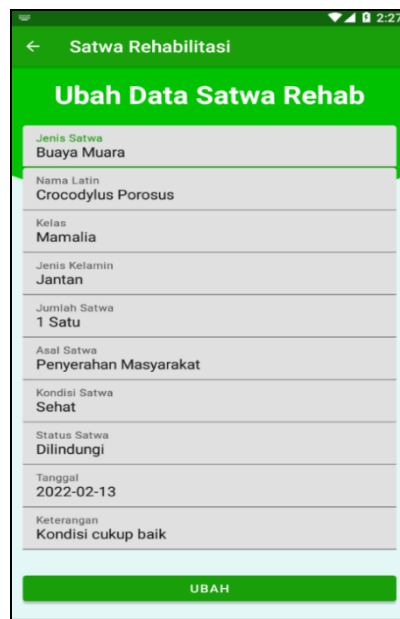 2:27
Satwa Rehabilitasi
Ubah Data Satwa Rehab
Jenis Satwa
Buaya Muara
Nama Latin
Crocodylus Porosus
Kelas
Mamalia
Jenis Kelamin
Jantan
Jumlah Satwa
1 Satu
Asal Satwa
Penyerahan Masyarakat
Kondisi Satwa
Sehat
Status Satwa
Dilindungi
Tanggal
2022-02-13
Keterangan
Kondisi cukup baik
UBAH